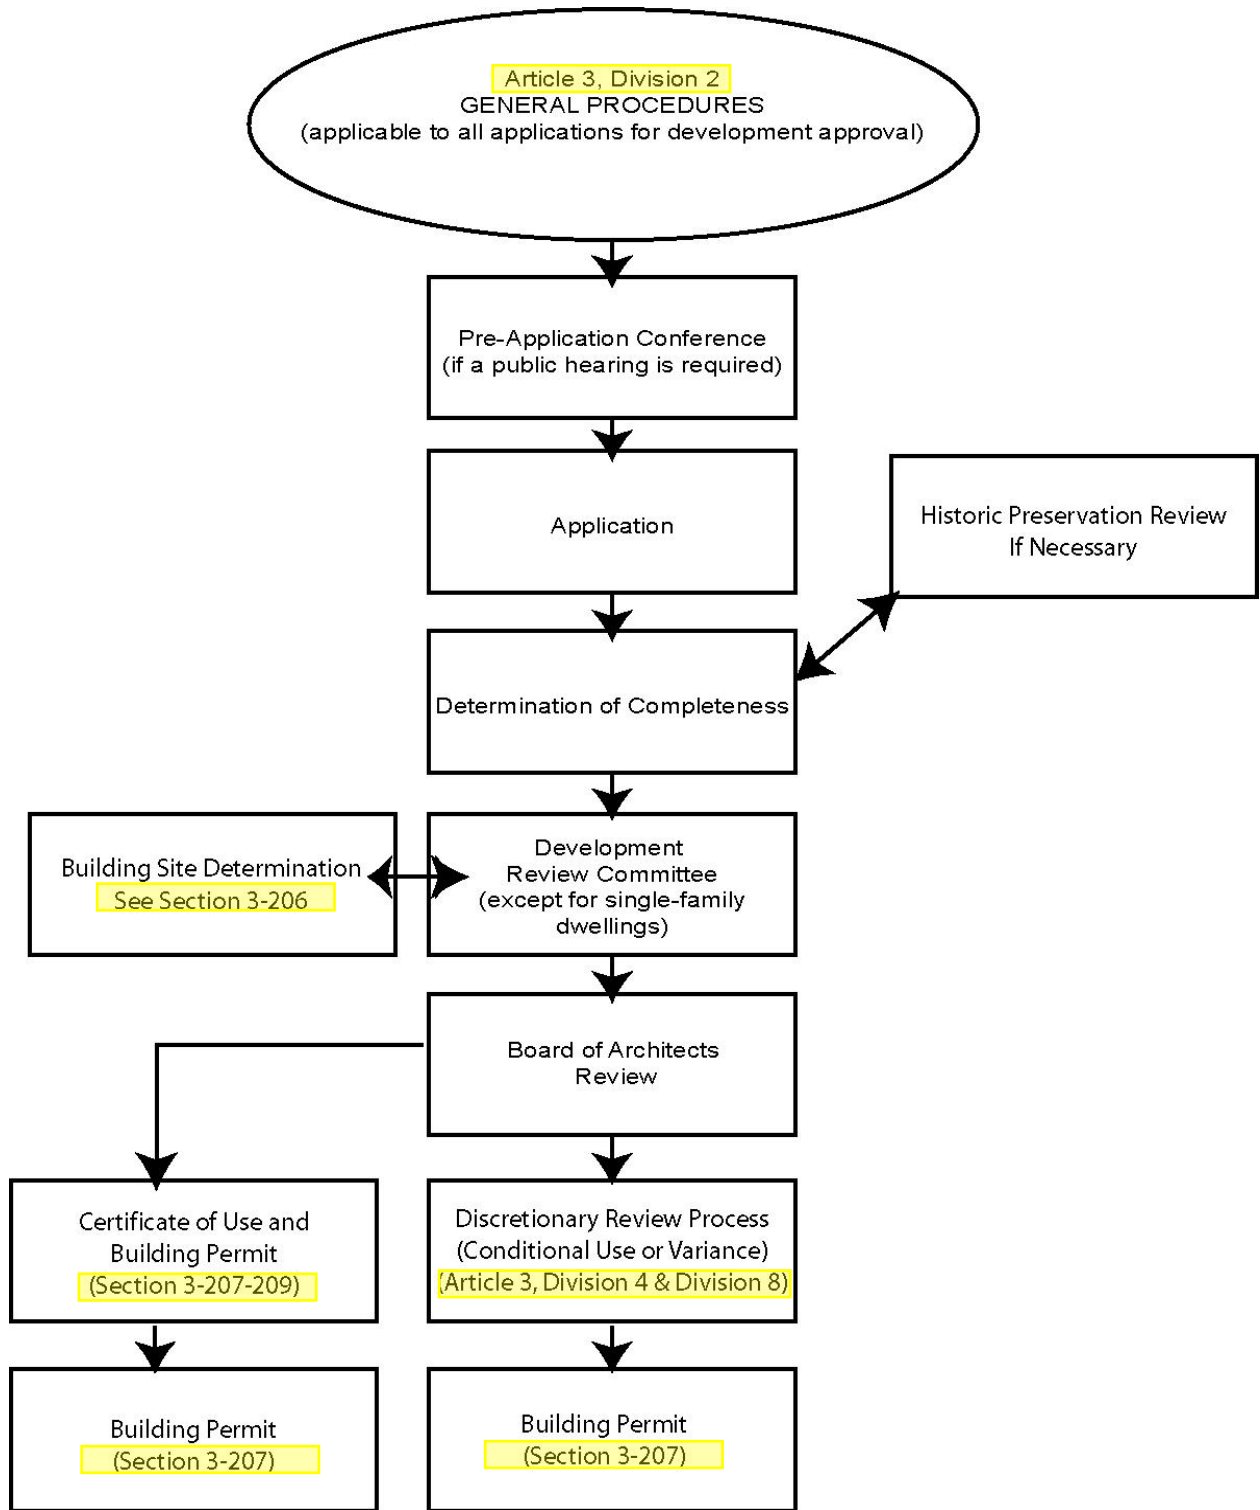 Article 3, Division 2
GENERAL PROCEDURES
(applicable to all applications for development approval)
Pre-Application Conference
(if a public hearing is required)
Application
Historic Preservation Review
If Necessary
Determination of Completeness
Building Site Determination
See Section 3-206
Development
Review Committee
(except for single-family
dwellings)
Board of Architects
Review
Certificate of Use and
Building Permit
(Section 3-207-209)
Discretionary Review Process
(Conditional Use or Variance)
(Article 3, Division 4 & Division 8)
Building Permit
(Section 3-207)
Building Permit
(Section 3-207)